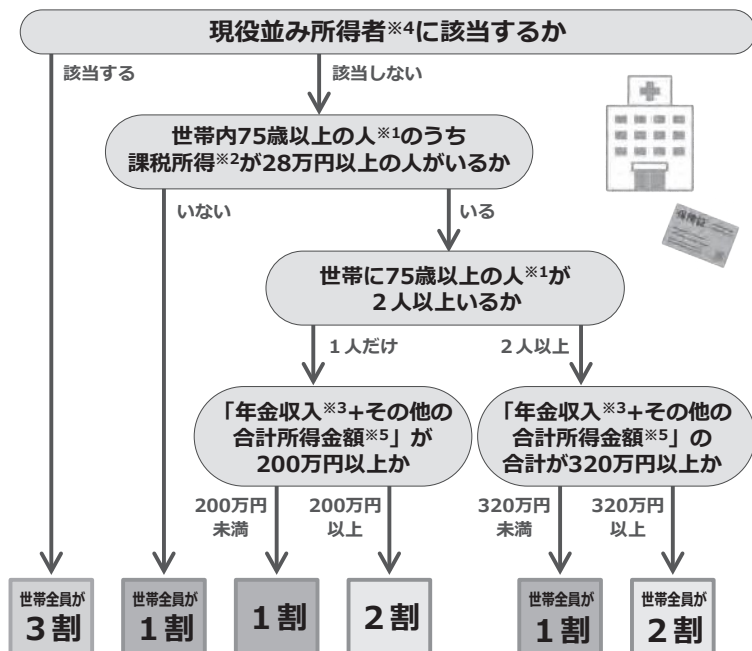 現役並み所得者※4に該当するか
該当する
該当しない
世帯内75歳以上の人※1のうち
課税所得※2が28万円以上の人がいるか
いない
いる
世帯に75歳以上の人※1が
２人以上いるか
１人だけ
２人以上
「年金収入※3+その他の
合計所得金額※5」が
200万円以上か
「年金収入※3+その他の
合計所得金額※5」の
合計が320万円以上か
200万円
未満
200万円
以上
320万円
未満
320万円
以上
世帯全員が
３割
世帯全員が
１割
１割
２割
世帯全員が
１割
世帯全員が
２割